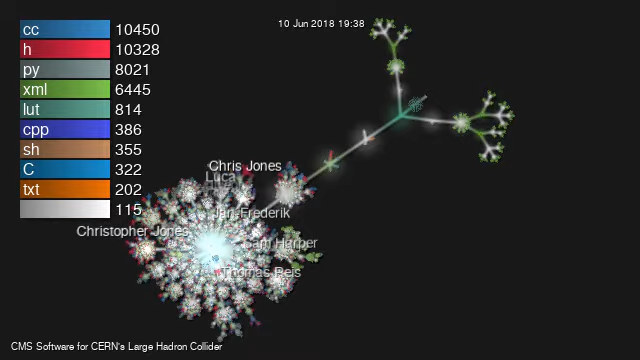 10 Jun 2018 19:38
cc 10450
h 10328
py 8021
xml 6445
lut 814
cpp 386
sh 355
C 322
txt 202
115
Chris Jones
Luca
Jan-Frederik
Christopher Jones
Sam Harper
Thomas Reis
CMS Software for CERN's Large Hadron Collider